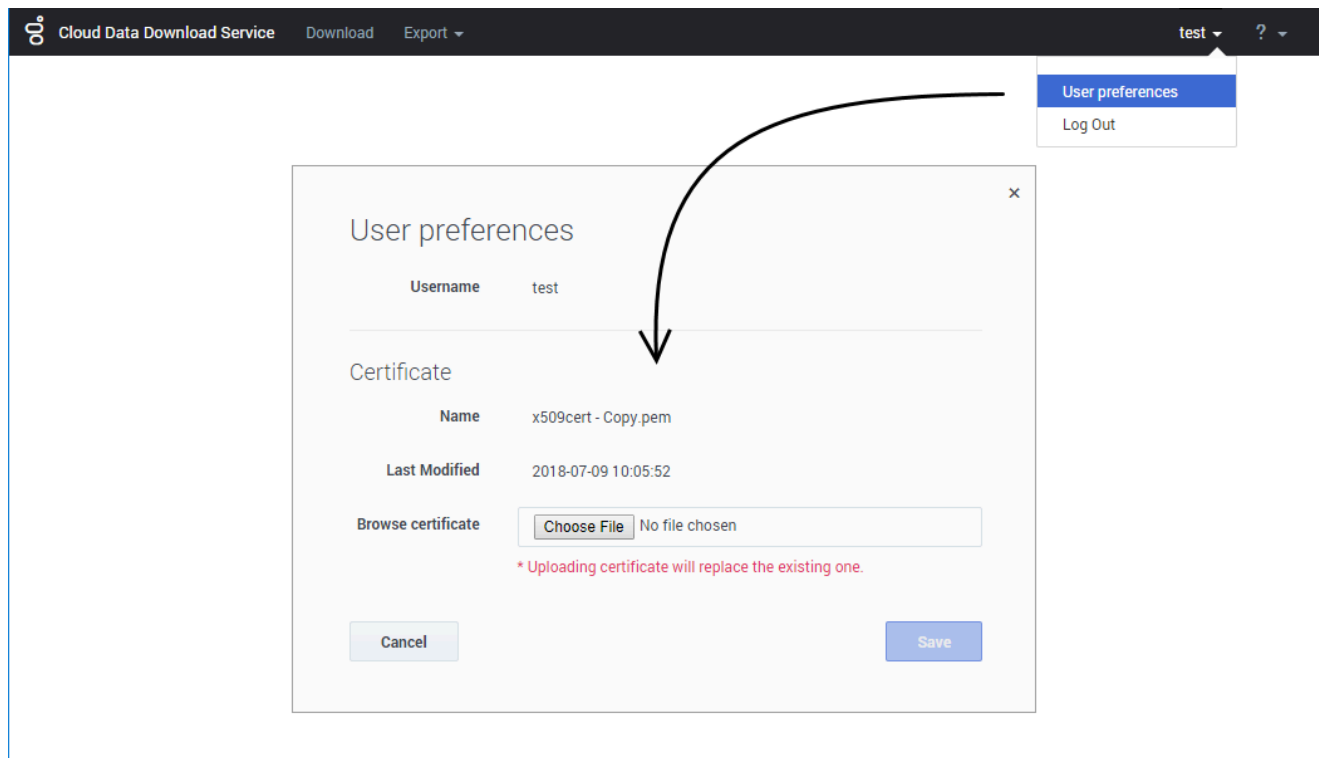 Cloud Data Download Service Download Export test ?
User preferences
Log Out
×
User preferences
Username test
Certificate
Name x509cert - Copy.pem
Last Modified 2018-07-09 10:05:52
Browse certificate Choose File No file chosen
* Uploading certificate will replace the existing one.
Cancel Save